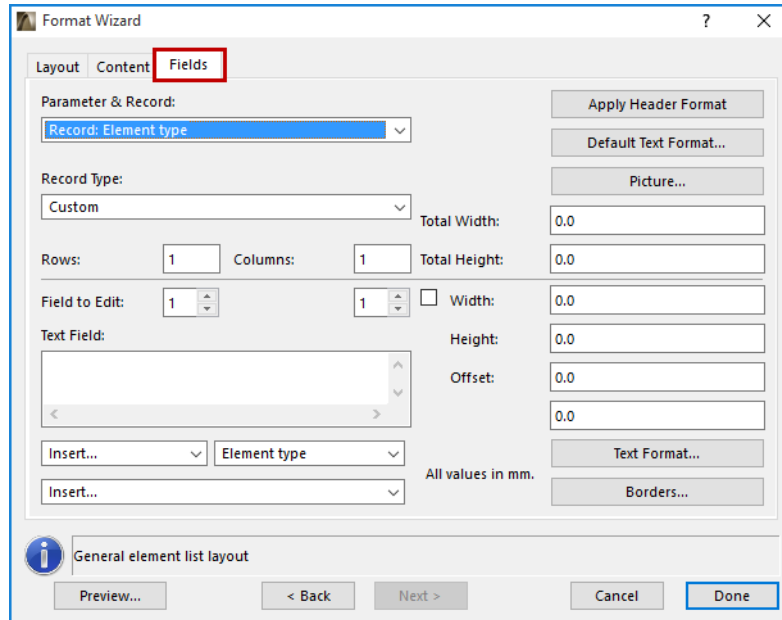 Format Wizard ?
Layout Content Fields
Parameter & Record:
Record: Element type
Apply Header Format
Default Text Format...
Record Type:
Picture...
Custom
Total Width: 0.0
Rows: 1 Columns: 1 Total Height: 0.0
Field to Edit: 1 1 Width: 0.0
Text Field:
Height: 0.0
Offset: 0.0
0.0
Insert... Element type
Text Format...
All values in mm.
Insert...
Borders...
General element list layout
Preview... < Back Next > Cancel Done